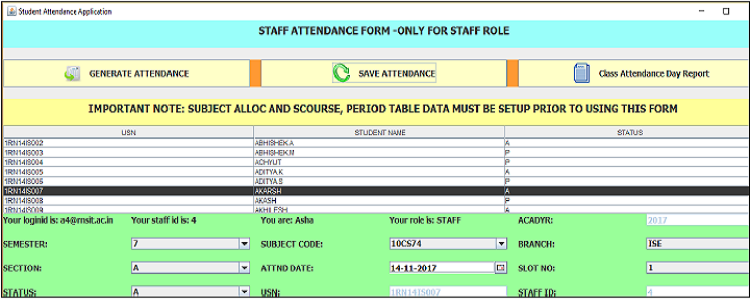 Student Attendance Application
STAFF ATTENDANCE FORM -ONLY FOR STAFF ROLE
GENERATE ATTENDANCE SAVE ATTENDANCE Class Attendance Day Report
IMPORTANT NOTE: SUBJECT ALLOC AND SCOURSE, PERIOD TABLE DATA MUST BE SETUP PRIOR TO USING THIS FORM
USN STUDENT NAME STATUS
1RN14IS002 ABHISHEK.A A
1RN14IS003 ABHISHEK.M P
1RN14IS004 ACHYUT P
1RN14IS005 ADITYA.K A
1RN14IS006 ADITYA.S P
1RN14IS007 AKARSH A
1RN14IS008 AKASH P
1RN14IS009 AKHILESH A
Your loginid is: a4@rnsit.ac.in Your staff id is: 4 You are: Asha Your role is: STAFF ACADYR: 2017
SEMESTER: 7 SUBJECT CODE: 10CS74 BRANCH: ISE
SECTION: A ATTND DATE: 14-11-2017 SLOT NO: 1
STATUS: A USN: 1RN14IS007 STAFF ID: 4